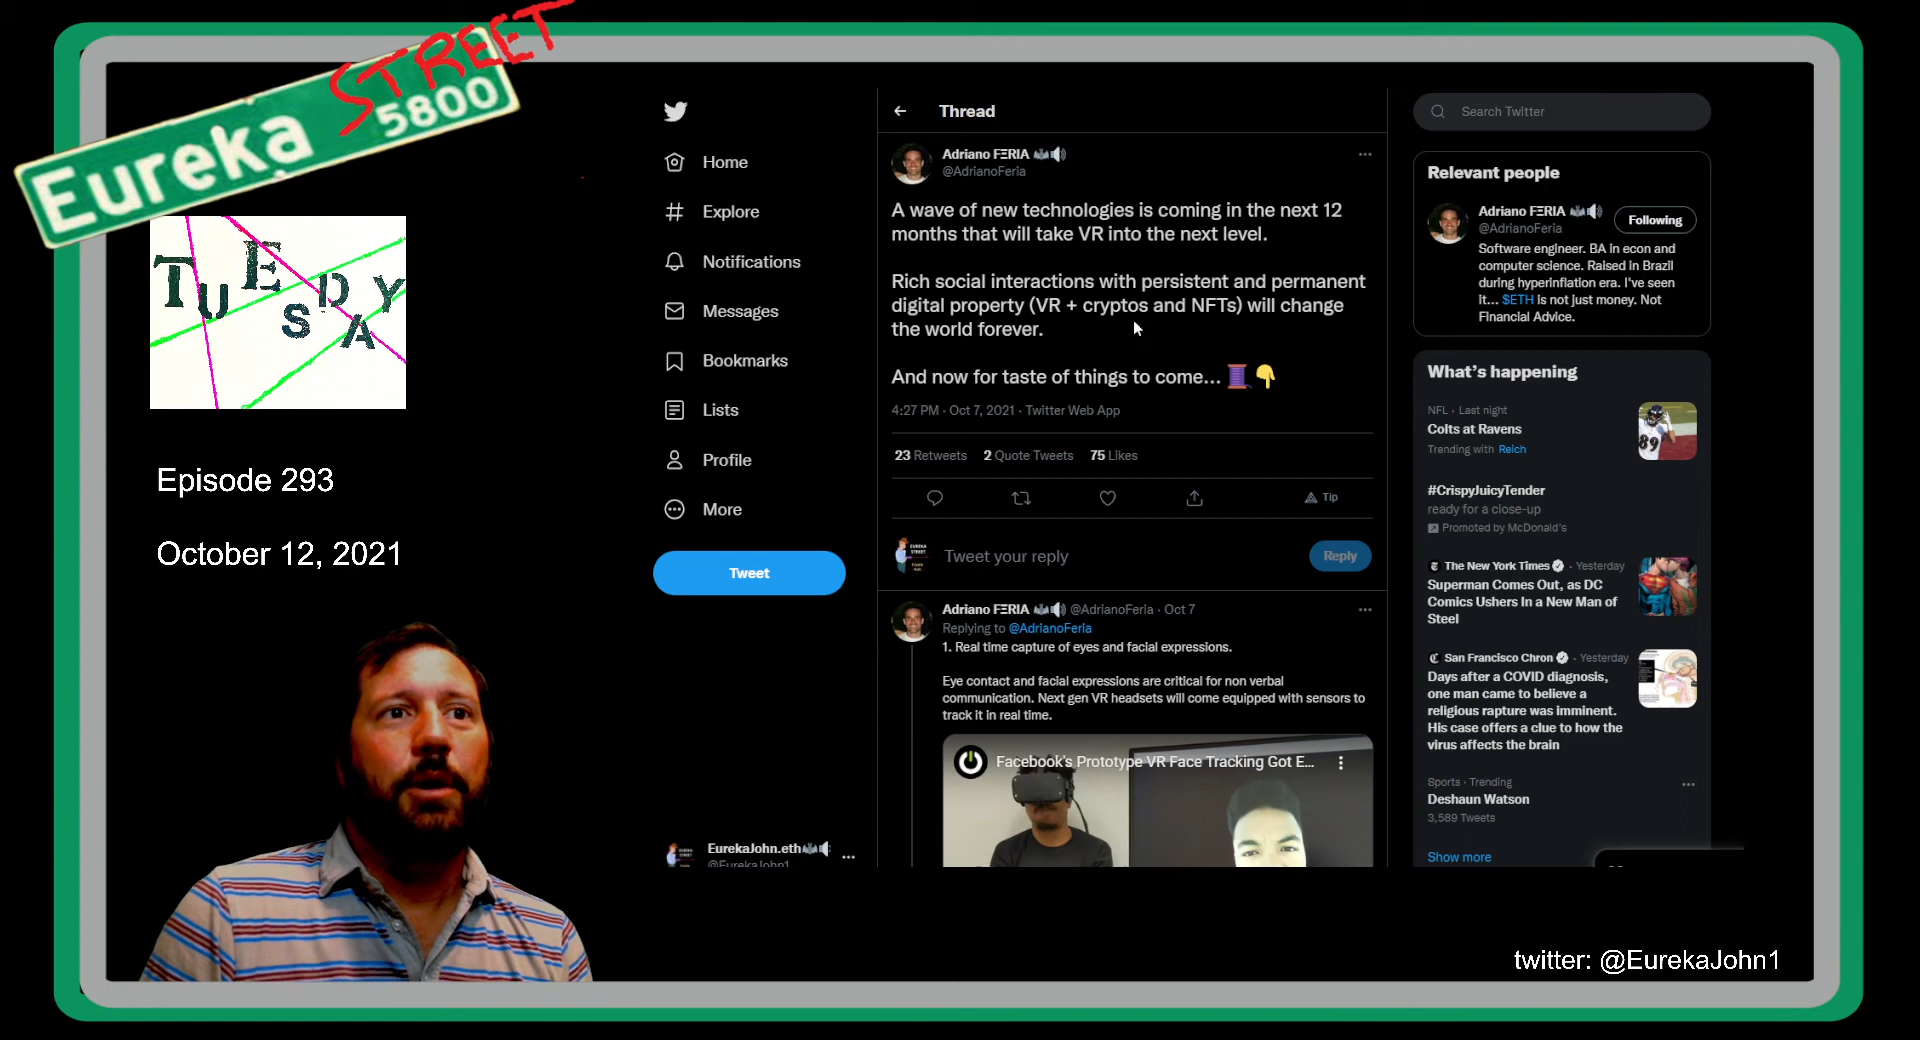 Eureka STREET
5800
TUESDAY
Episode 293
October 12, 2021
Home
Explore
Notifications
Messages
Bookmarks
Lists
Profile
More
Tweet
EurekaJohn.eth
@EurekaJohn1
Thread
Adriano FΞRIA
@AdrianoFeria
A wave of new technologies is coming in the next 12
months that will take VR into the next level.
Rich social interactions with persistent and permanent
digital property (VR + cryptos and NFTs) will change
the world forever.
And now for taste of things to come... 🧵👇
4:27 PM · Oct 7, 2021 · Twitter Web App
23 Retweets 2 Quote Tweets 75 Likes
Tip
Tweet your reply
Reply
Adriano FΞRIA @AdrianoFeria · Oct 7
Replying to @AdrianoFeria
1. Real time capture of eyes and facial expressions.
Eye contact and facial expressions are critical for non verbal
communication. Next gen VR headsets will come equipped with sensors to
track it in real time.
Facebook's Prototype VR Face Tracking Got E...
Search Twitter
Relevant people
Adriano FΞRIA
Following
@AdrianoFeria
Software engineer. BA in econ and
computer science. Raised in Brazil
during hyperinflation era. I've seen
it... $ETH is not just money. Not
Financial Advice.
What's happening
NFL · Last night
Colts at Ravens
Trending with Reich
89
#CrispyJuicyTender
ready for a close-up
Promoted by McDonald's
The New York Times · Yesterday
Superman Comes Out, as DC
Comics Ushers In a New Man of
Steel
San Francisco Chron · Yesterday
Days after a COVID diagnosis,
one man came to believe a
religious rapture was imminent.
His case offers a clue to how the
virus affects the brain
Sports · Trending
Deshaun Watson
3,589 Tweets
Show more
twitter: @EurekaJohn1